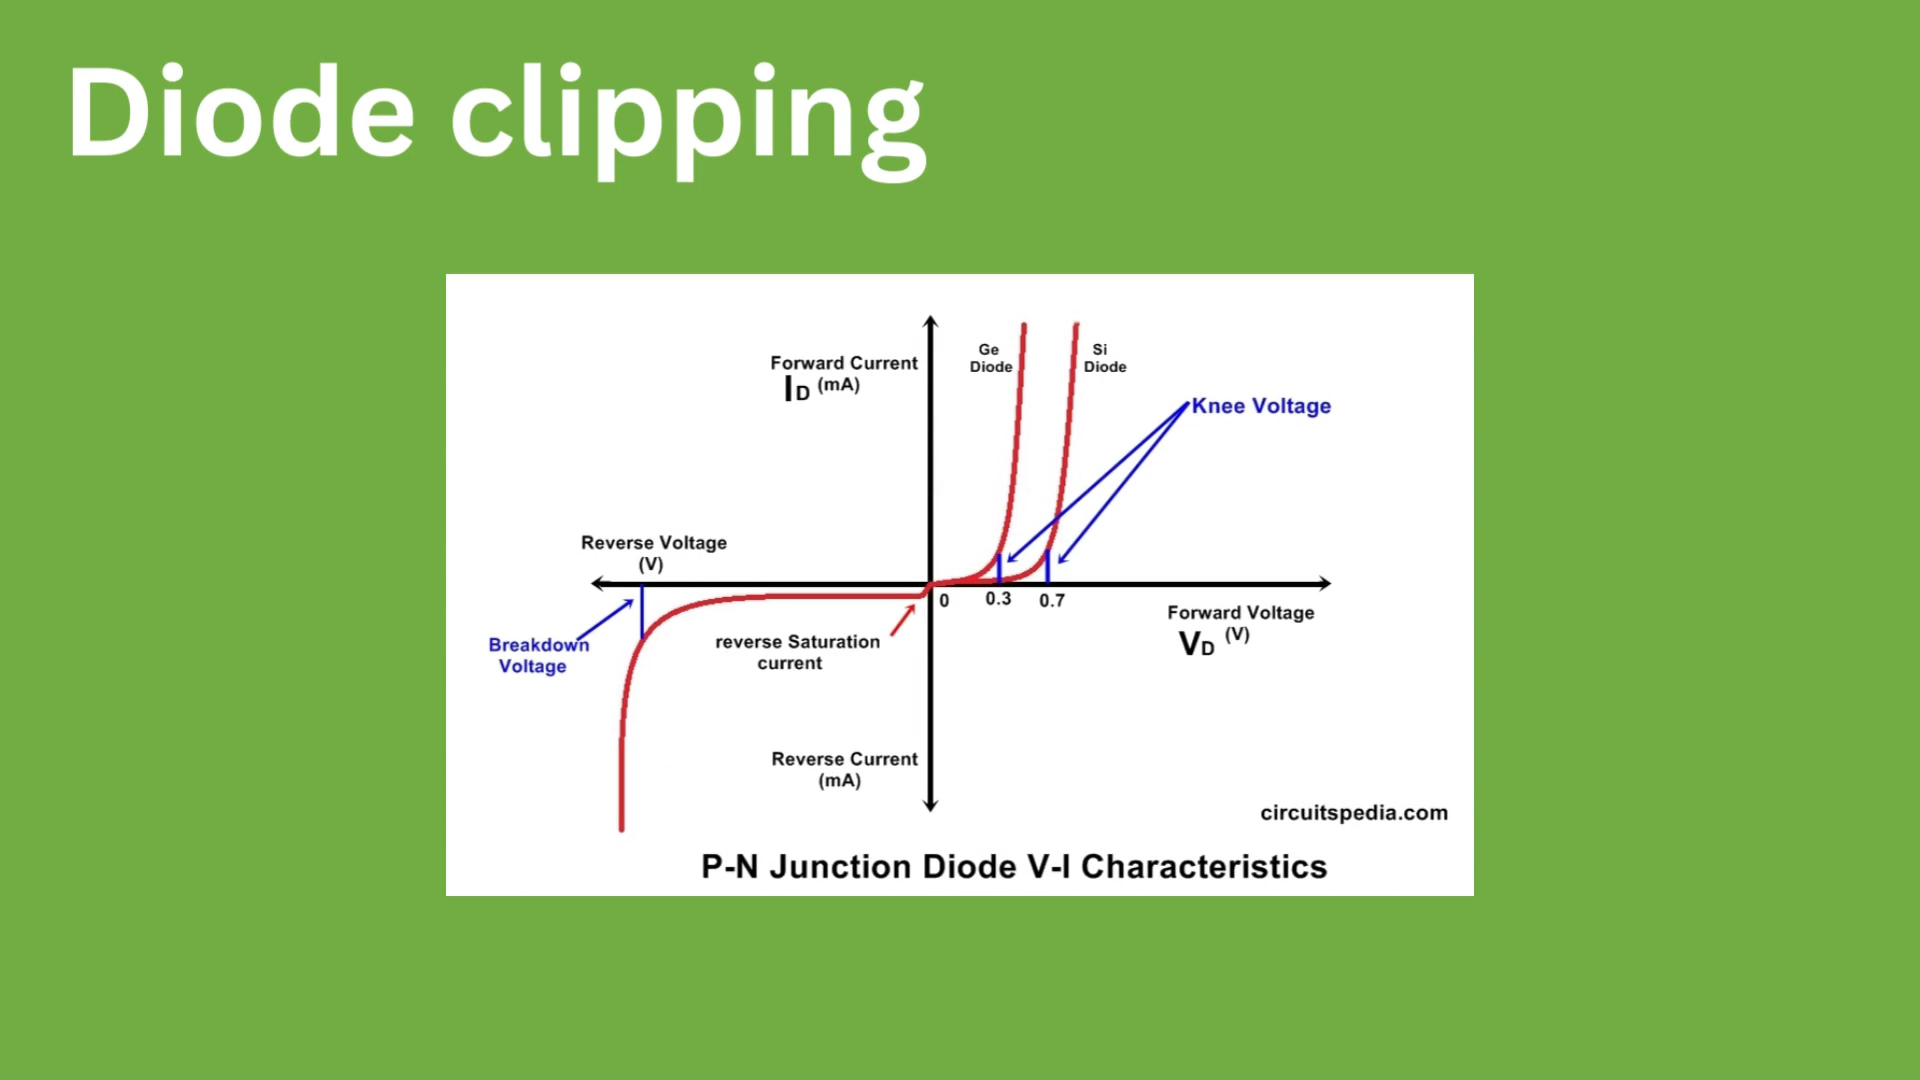 Diode clipping
Forward Current
ID (mA)
Ge
Diode
Si
Diode
Knee Voltage
Reverse Voltage
(V)
0
0.3
0.7
Forward Voltage
VD (V)
Breakdown
Voltage
reverse Saturation
current
Reverse Current
(mA)
circuitspedia.com
P-N Junction Diode V-I Characteristics